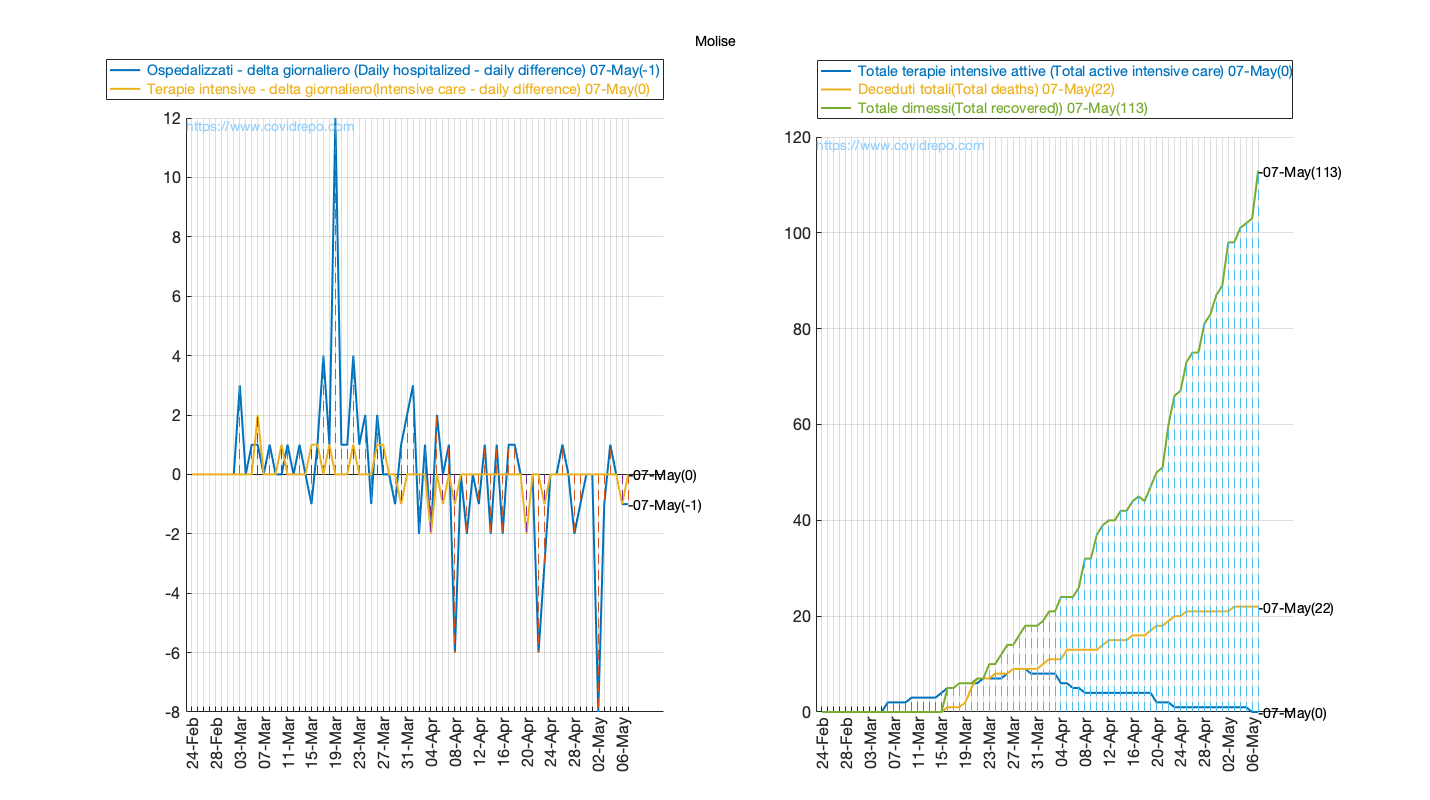 Molise
Ospedalizzati - delta giornaliero (Daily hospitalized - daily difference) 07-May(-1)
Terapie intensive - delta giornaliero(Intensive care - daily difference) 07-May(0)
https://www.covidrepo.com
12
10
8
6
4
2
0
-2
-4
-6
-8
07-May(0)
07-May(-1)
24-Feb
28-Feb
03-Mar
07-Mar
11-Mar
15-Mar
19-Mar
23-Mar
27-Mar
31-Mar
04-Apr
08-Apr
12-Apr
16-Apr
20-Apr
24-Apr
28-Apr
02-May
06-May
Totale terapie intensive attive (Total active intensive care) 07-May(0)
Deceduti totali(Total deaths) 07-May(22)
Totale dimessi(Total recovered)) 07-May(113)
https://www.covidrepo.com
120
100
80
60
40
20
0
07-May(113)
07-May(22)
07-May(0)
24-Feb
28-Feb
03-Mar
07-Mar
11-Mar
15-Mar
19-Mar
23-Mar
27-Mar
31-Mar
04-Apr
08-Apr
12-Apr
16-Apr
20-Apr
24-Apr
28-Apr
02-May
06-May